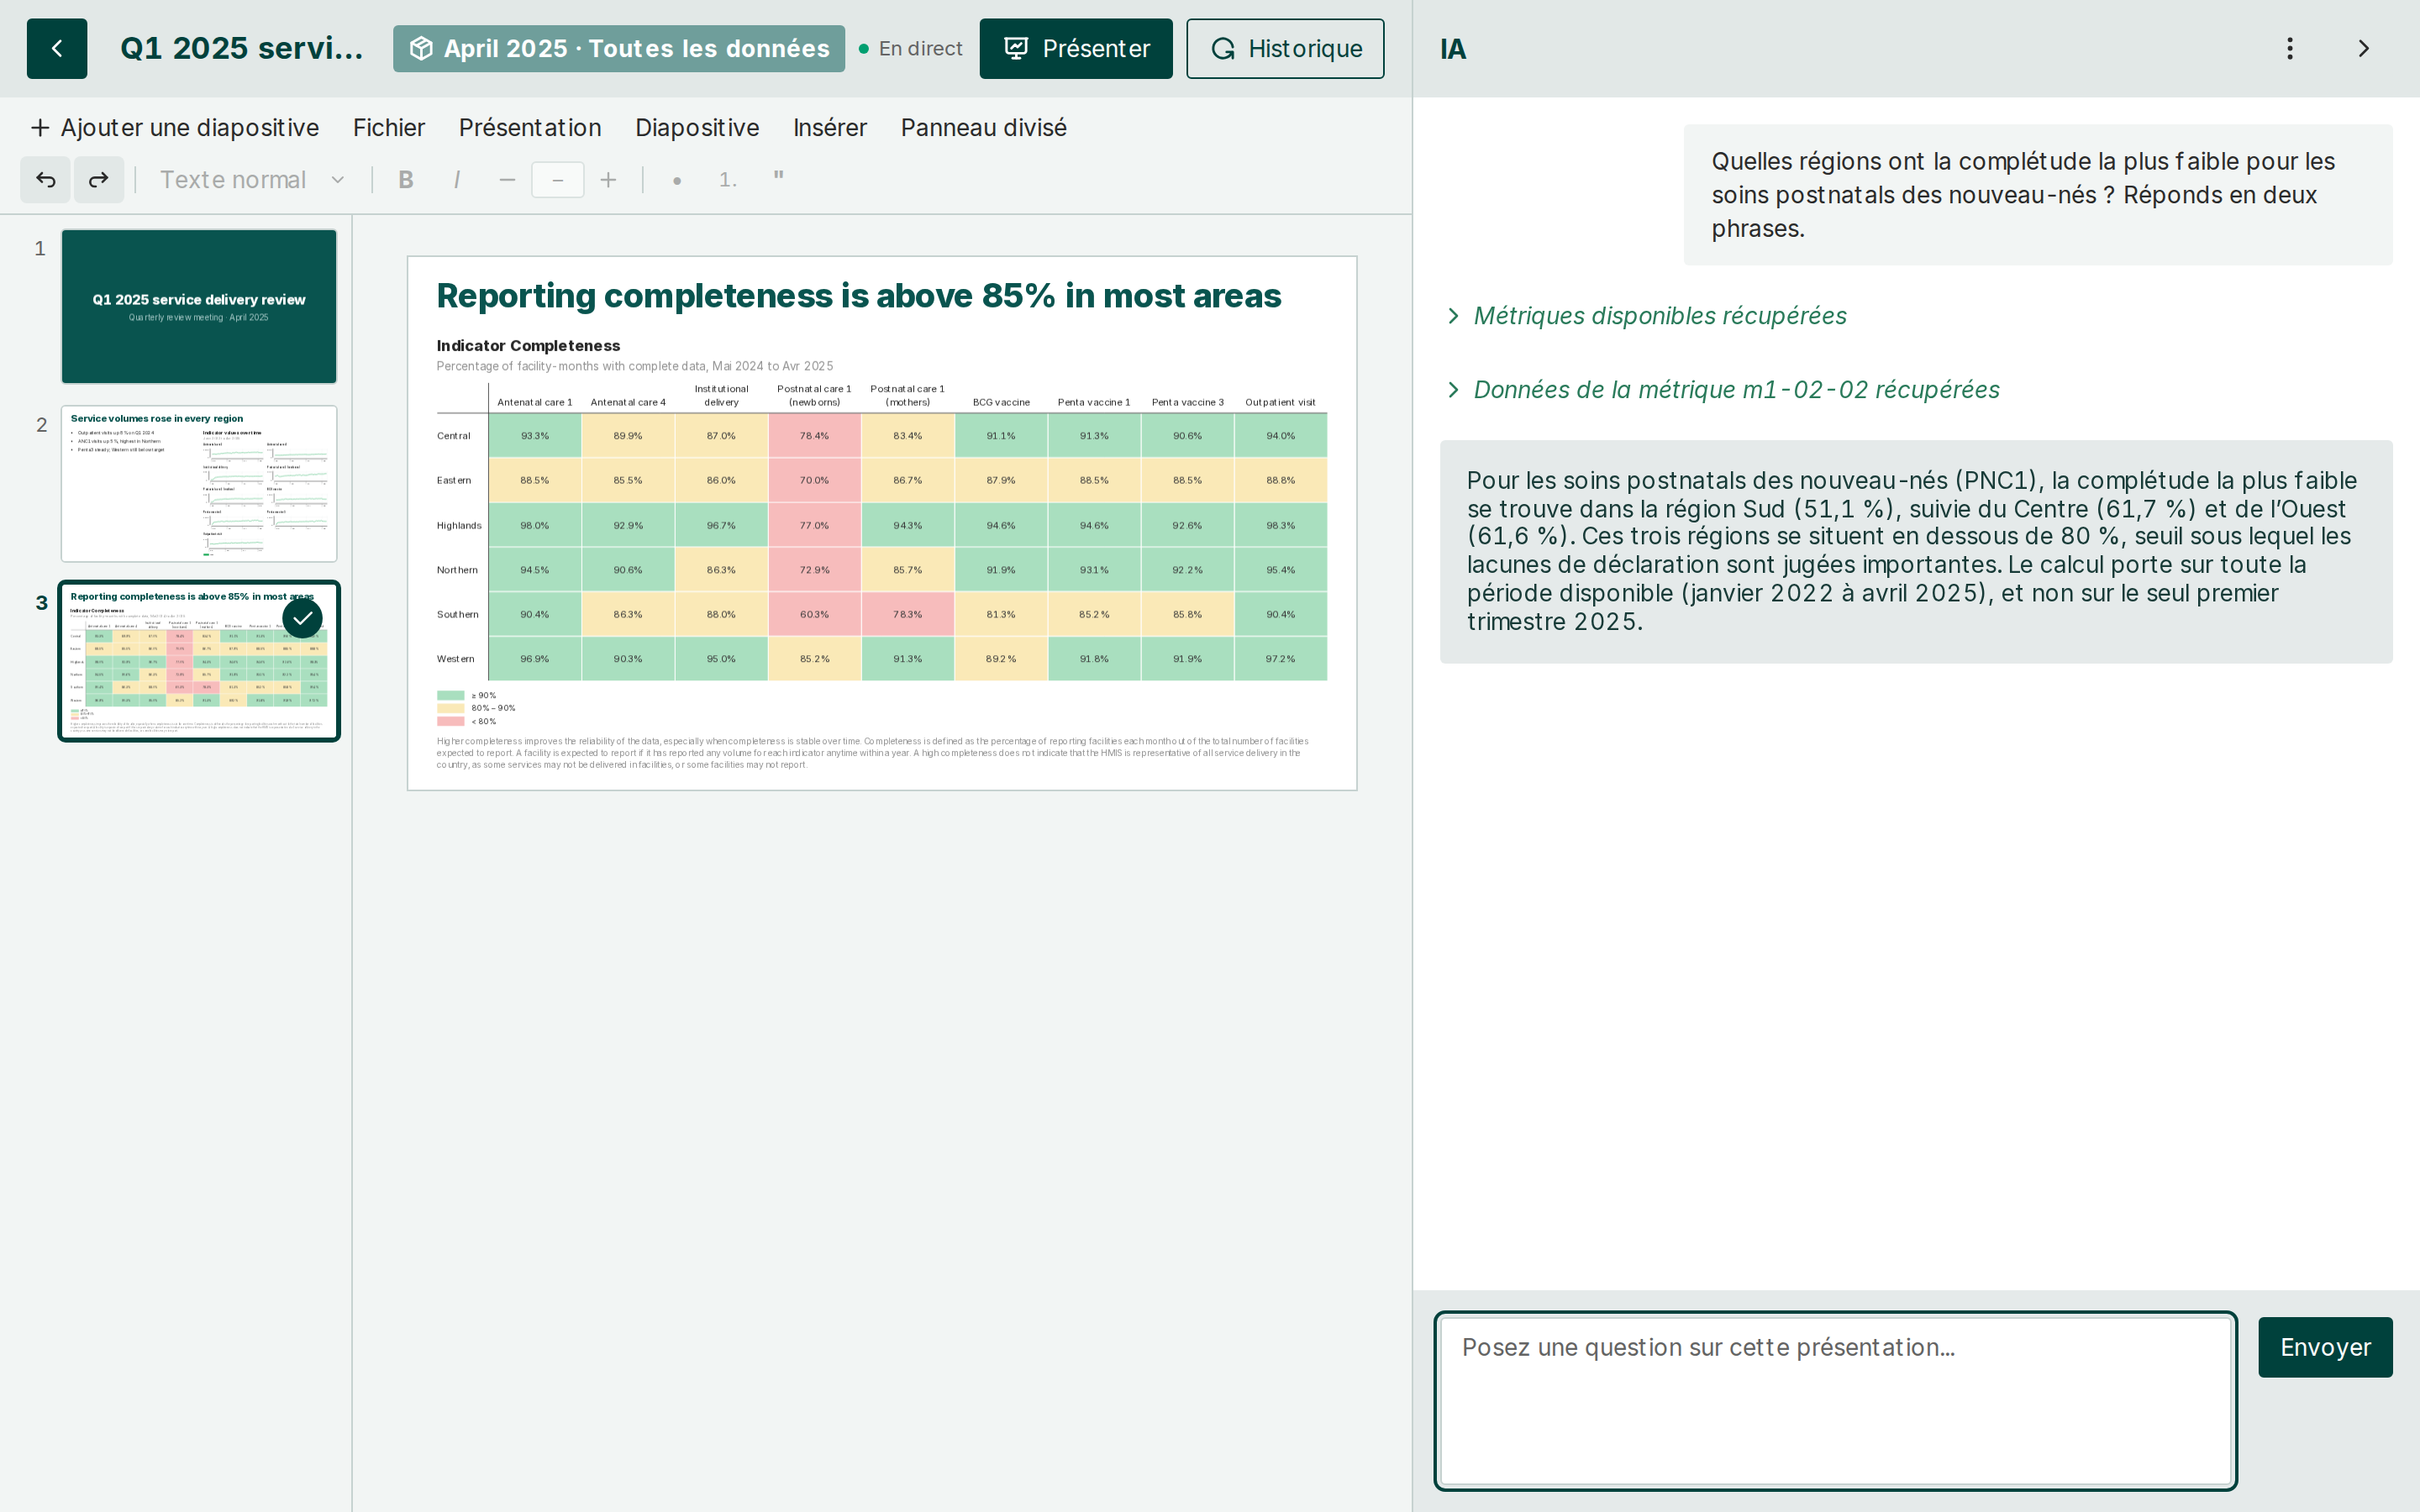 Q1 2025 servi...
April 2025 · Toutes les données
En direct
Présenter
Historique
IA
Ajouter une diapositive
Fichier
Présentation
Diapositive
Insérer
Panneau divisé
Texte normal
B
I
1.
"
1
Q1 2025 service delivery review
Quarterly review meeting · April 2025
2
Service volumes rose in every region
3
Reporting completeness is above 85% in most areas
Indicator Completeness
Reporting completeness is above 85% in most areas
Indicator Completeness
Percentage of facility-months with complete data, Mai 2024 to Avr 2025
Antenatal care 1 Antenatal care 4 Institutional delivery Postnatal care 1 (newborns) Postnatal care 1 (mothers) BCG vaccine Penta vaccine 1 Penta vaccine 3 Outpatient visit
Central 93.3% 89.9% 87.0% 78.4% 83.4% 91.1% 91.3% 90.6% 94.0%
Eastern 88.5% 85.5% 86.0% 70.0% 86.7% 87.9% 88.5% 88.5% 88.8%
Highlands 98.0% 92.9% 96.7% 77.0% 94.3% 94.6% 94.6% 92.6% 98.3%
Northern 94.5% 90.6% 86.3% 72.9% 85.7% 91.9% 93.1% 92.2% 95.4%
Southern 90.4% 86.3% 88.0% 60.3% 78.3% 81.3% 85.2% 85.8% 90.4%
Western 96.9% 90.3% 95.0% 85.2% 91.3% 89.2% 91.8% 91.9% 97.2%
≥ 90%
80% – 90%
< 80%
Higher completeness improves the reliability of the data, especially when completeness is stable over time. Completeness is defined as the percentage of reporting facilities each month out of the total number of facilities
expected to report. A facility is expected to report if it has reported any volume for each indicator anytime within a year. A high completeness does not indicate that the HMIS is representative of all service delivery in the
country, as some services may not be delivered in facilities, or some facilities may not report.
Quelles régions ont la complétude la plus faible pour les
soins postnatals des nouveau-nés ? Réponds en deux
phrases.
Métriques disponibles récupérées
Données de la métrique m1-02-02 récupérées
Pour les soins postnatals des nouveau-nés (PNC1), la complétude la plus faible
se trouve dans la région Sud (51,1 %), suivie du Centre (61,7 %) et de l’Ouest
(61,6 %). Ces trois régions se situent en dessous de 80 %, seuil sous lequel les
lacunes de déclaration sont jugées importantes. Le calcul porte sur toute la
période disponible (janvier 2022 à avril 2025), et non sur le seul premier
trimestre 2025.
Posez une question sur cette présentation...
Envoyer